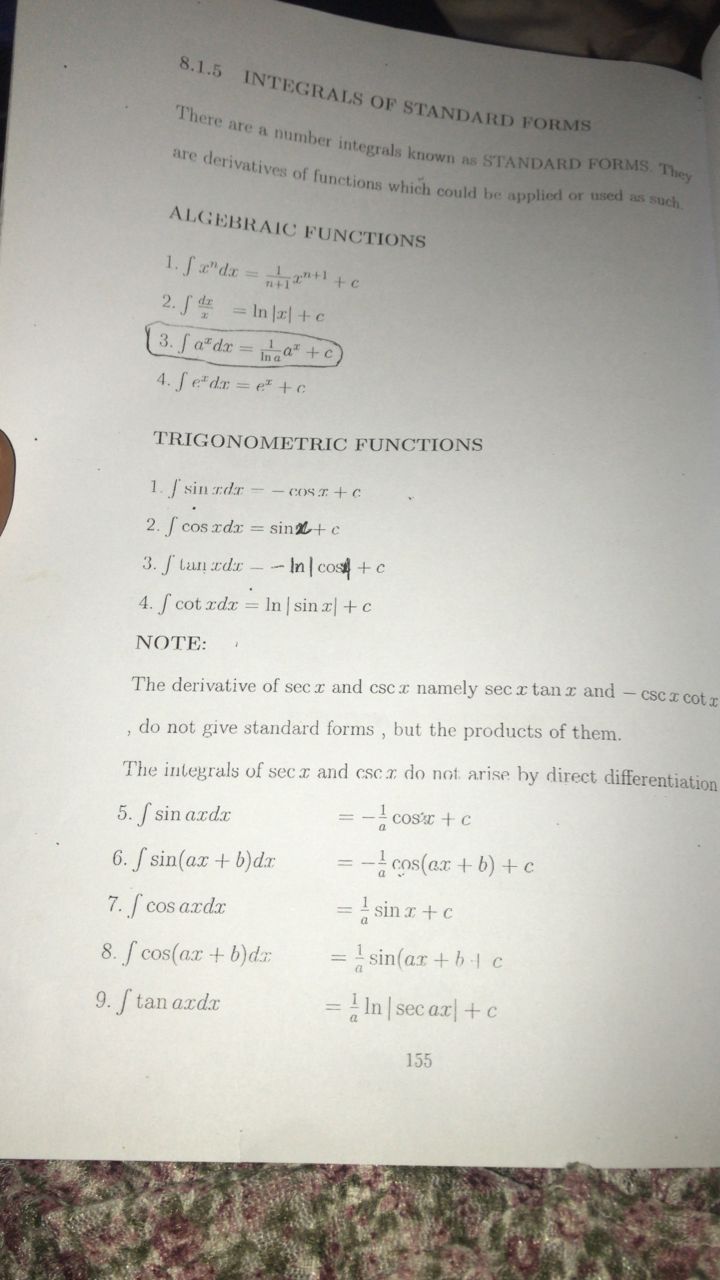 8.1.5 INTEGRALS OF STANDARD FORMS
There are a number integrals known as STANDARD FORMS. They
are derivatives of functions which could be applied or used as such.
ALGEBRAIC FUNCTIONS
1. ∫ xⁿdx = 1/(n+1) xⁿ⁺¹ + c
2. ∫ dx/x = ln |x| + c
3. ∫ aˣdx = 1/(ln a) aˣ + c
4. ∫ eˣdx = eˣ + c
TRIGONOMETRIC FUNCTIONS
1. ∫ sin xdx = − cos x + c
2. ∫ cos xdx = sin x + c
3. ∫ tan xdx − − ln | cos x| + c
4. ∫ cot xdx = ln | sin x| + c
NOTE:
The derivative of sec x and csc x namely sec x tan x and − csc x cot x
, do not give standard forms , but the products of them.
The integrals of sec x and csc x do not arise by direct differentiation
5. ∫ sin axdx = −1/a cos x + c
6. ∫ sin(ax + b)dx = −1/a cos(ax + b) + c
7. ∫ cos axdx = 1/a sin x + c
8. ∫ cos(ax + b)dx = 1/a sin(ax + b + c
9. ∫ tan axdx = 1/a ln | sec ax| + c
155